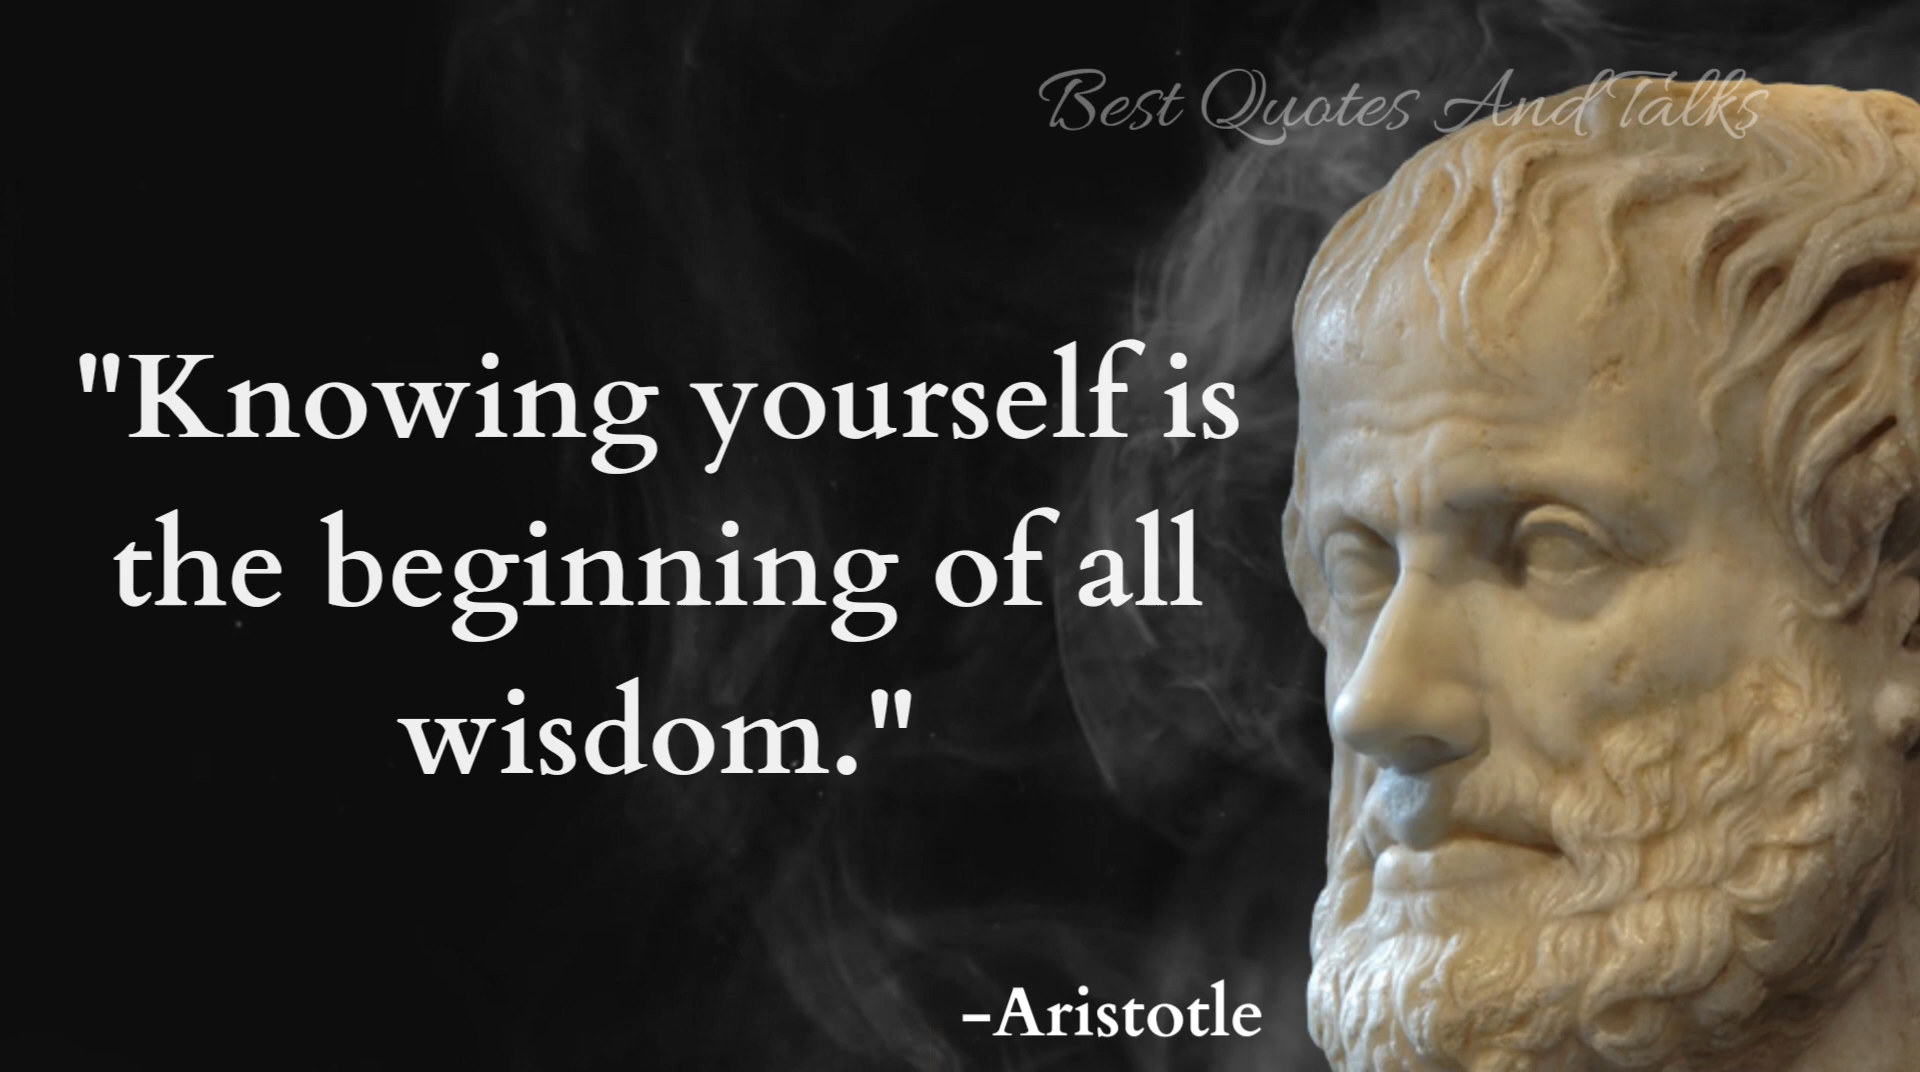 Best Quotes And Talks
"Knowing yourself is
the beginning of all
wisdom."
-Aristotle